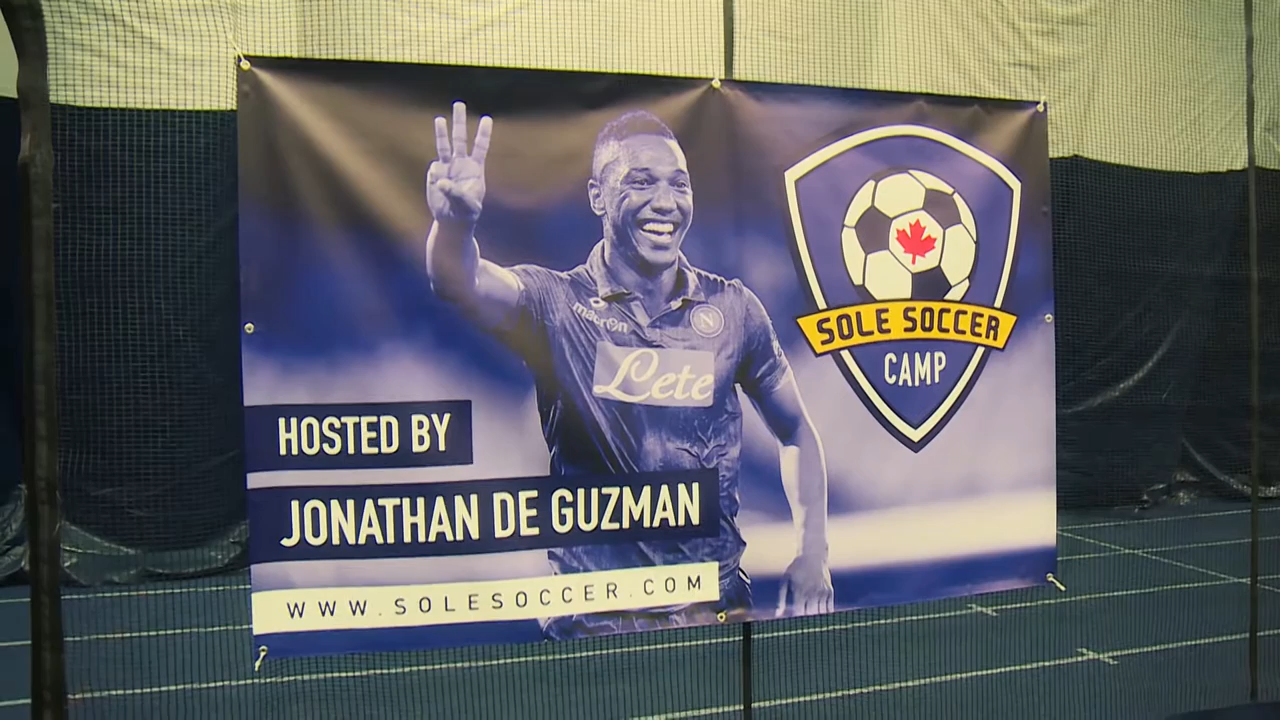 macron
N
Lete
SOLE SOCCER
CAMP
HOSTED BY
JONATHAN DE GUZMAN
WWW.SOLESOCCER.COM